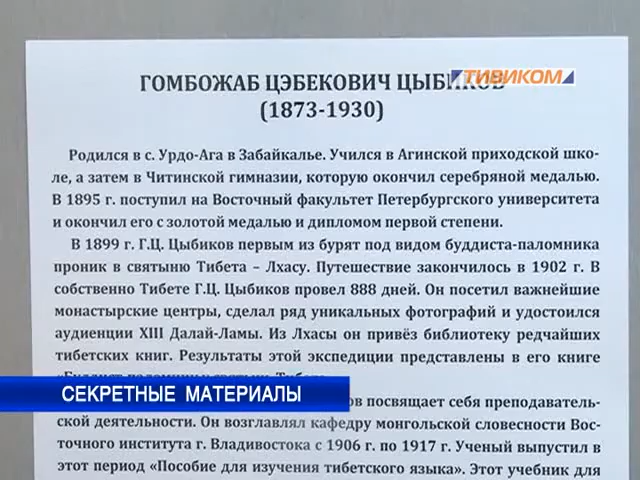 ТИВИКОМ
ГОМБОЖАБ ЦЭБЕКОВИЧ ЦЫБИКОВ
(1873-1930)
Родился в с. Урдо-Ага в Забайкалье. Учился в Агинской приходской шко-
ле, а затем в Читинской гимназии, которую окончил серебряной медалью.
В 1895 г. поступил на Восточный факультет Петербургского университета
и окончил его с золотой медалью и дипломом первой степени.
В 1899 г. Г.Ц. Цыбиков первым из бурят под видом буддиста-паломника
проник в святыню Тибета – Лхасу. Путешествие закончилось в 1902 г. В
собственно Тибете Г.Ц. Цыбиков провел 888 дней. Он посетил важнейшие
монастырские центры, сделал ряд уникальных фотографий и удостоился
аудиенции XIII Далай-Ламы. Из Лхасы он привёз библиотеку редчайших
тибетских книг. Результаты этой экспедиции представлены в его книге
посвящает себя преподаватель-
ской деятельности. Он возглавлял кафедру монгольской словесности Вос-
точного института г. Владивостока с 1906 г. по 1917 г. Ученый выпустил в
этот период «Пособие для изучения тибетского языка». Этот учебник для
СЕКРЕТНЫЕ МАТЕРИАЛЫ